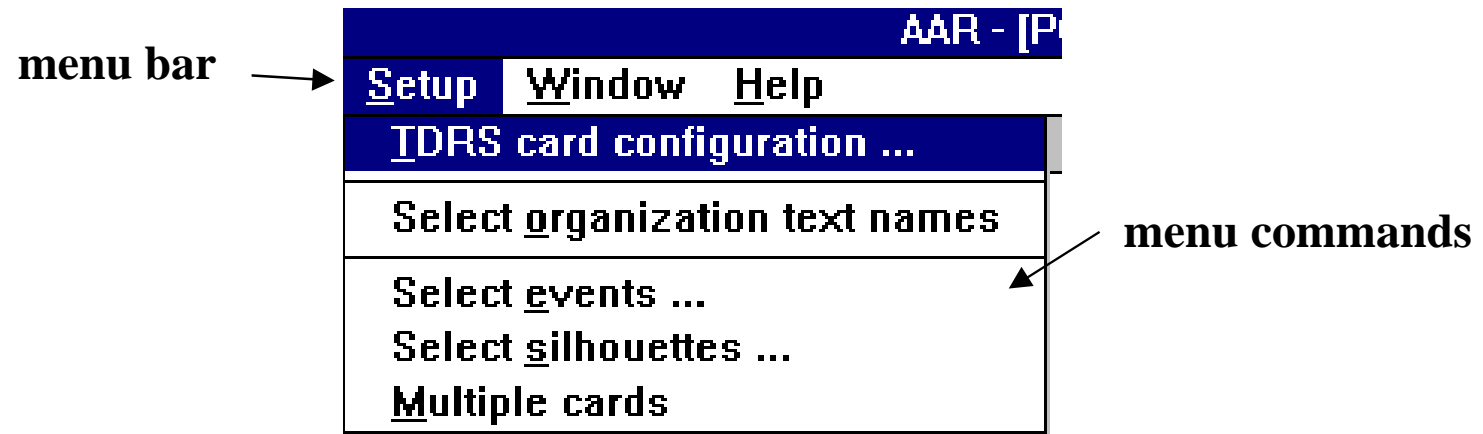 AAR - [P
menu bar
Setup Window Help
TDRS card configuration ...
Select organization text names
menu commands
Select events ...
Select silhouettes ...
Multiple cards